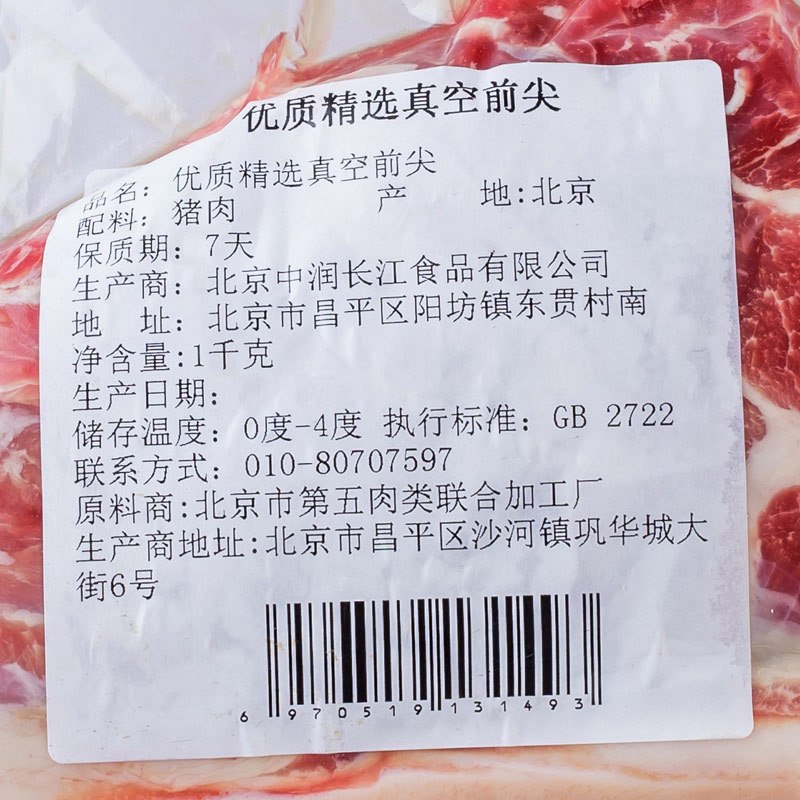 优质精选真空前尖
品名：优质精选真空前尖
配料：猪肉 产 地:北京
保质期：7天
生产商：北京中润长江食品有限公司
地 址：北京市昌平区阳坊镇东贯村南
净含量:1千克
生产日期：
储存温度：0度-4度 执行标准：GB 2722
联系方式：010-80707597
原料商:北京市第五肉类联合加工厂
生产商地址:北京市昌平区沙河镇巩华城大
街6号
6 970519 131493